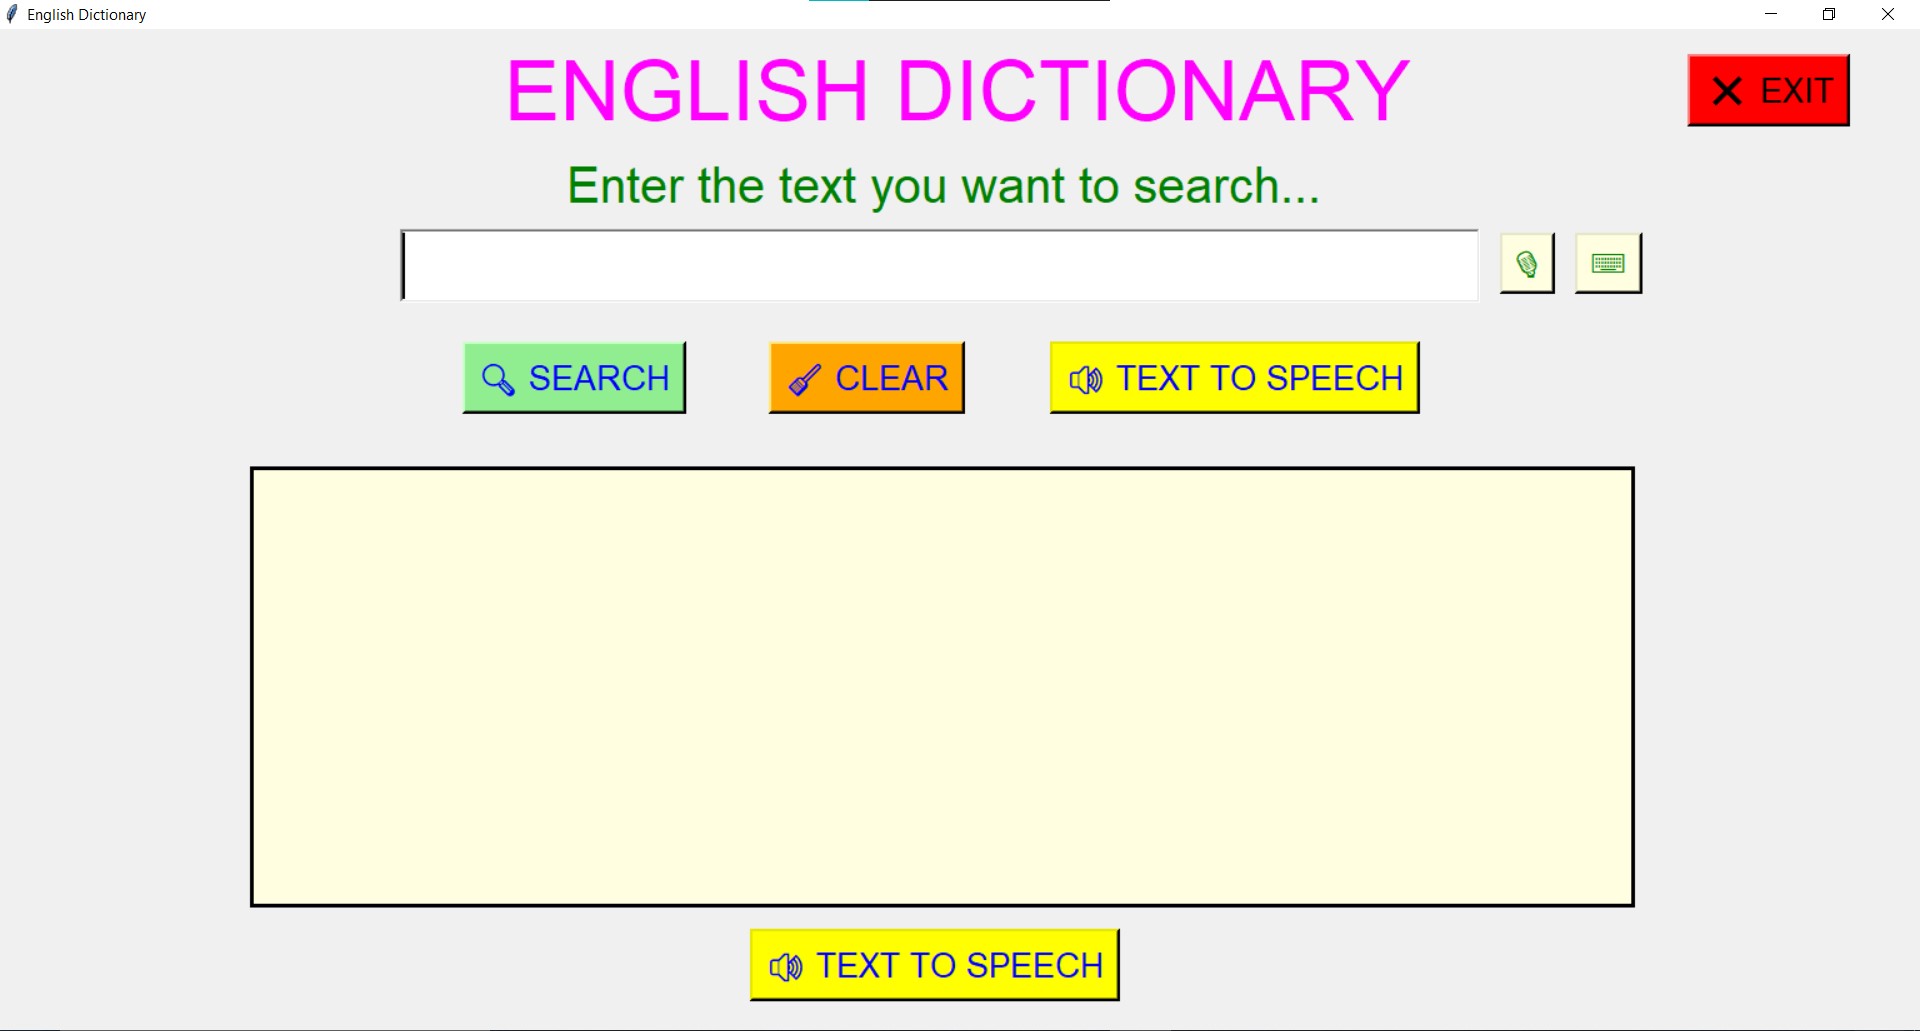 English Dictionary
ENGLISH DICTIONARY
EXIT
Enter the text you want to search...
SEARCH
CLEAR
TEXT TO SPEECH
TEXT TO SPEECH